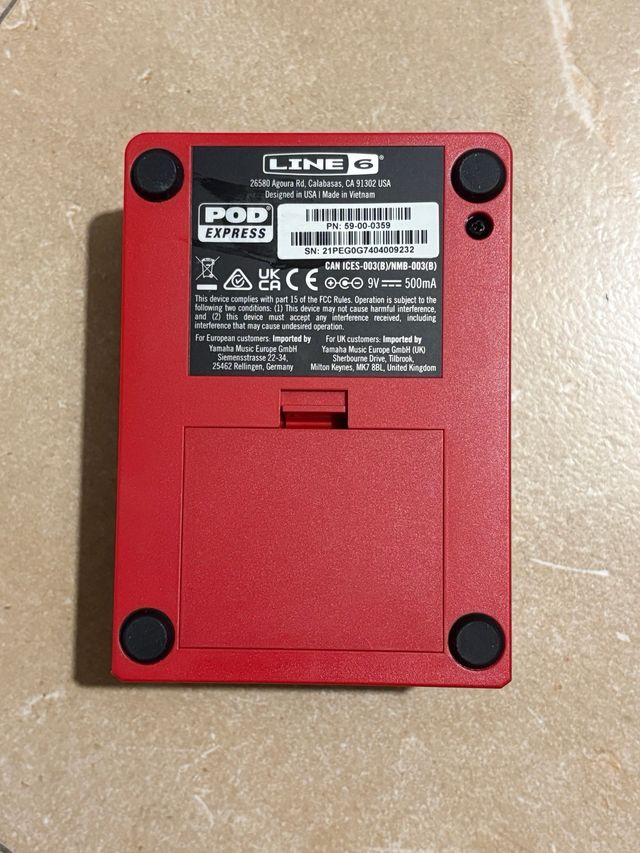 LINE 6
26580 Agoura Rd, Calabasas, CA 91302 USA
Designed in USA | Made in Vietnam
POD®
EXPRESS
PN: 59-00-0359
SN: 21PEG0G7404009232
CAN ICES-003(B)/NMB-003(B)
UK
CA CE 9V 500mA
This device complies with part 15 of the FCC Rules. Operation is subject to the
following two conditions: (1) This device may not cause harmful interference,
and (2) this device must accept any interference received, including
interference that may cause undesired operation.
For European customers: Imported by
Yamaha Music Europe GmbH
Siemensstrasse 22-34,
25462 Rellingen, Germany
For UK customers: Imported by
Yamaha Music Europe GmbH (UK)
Sherbourne Drive, Tilbrook,
Milton Keynes, MK7 8BL, United Kingdom